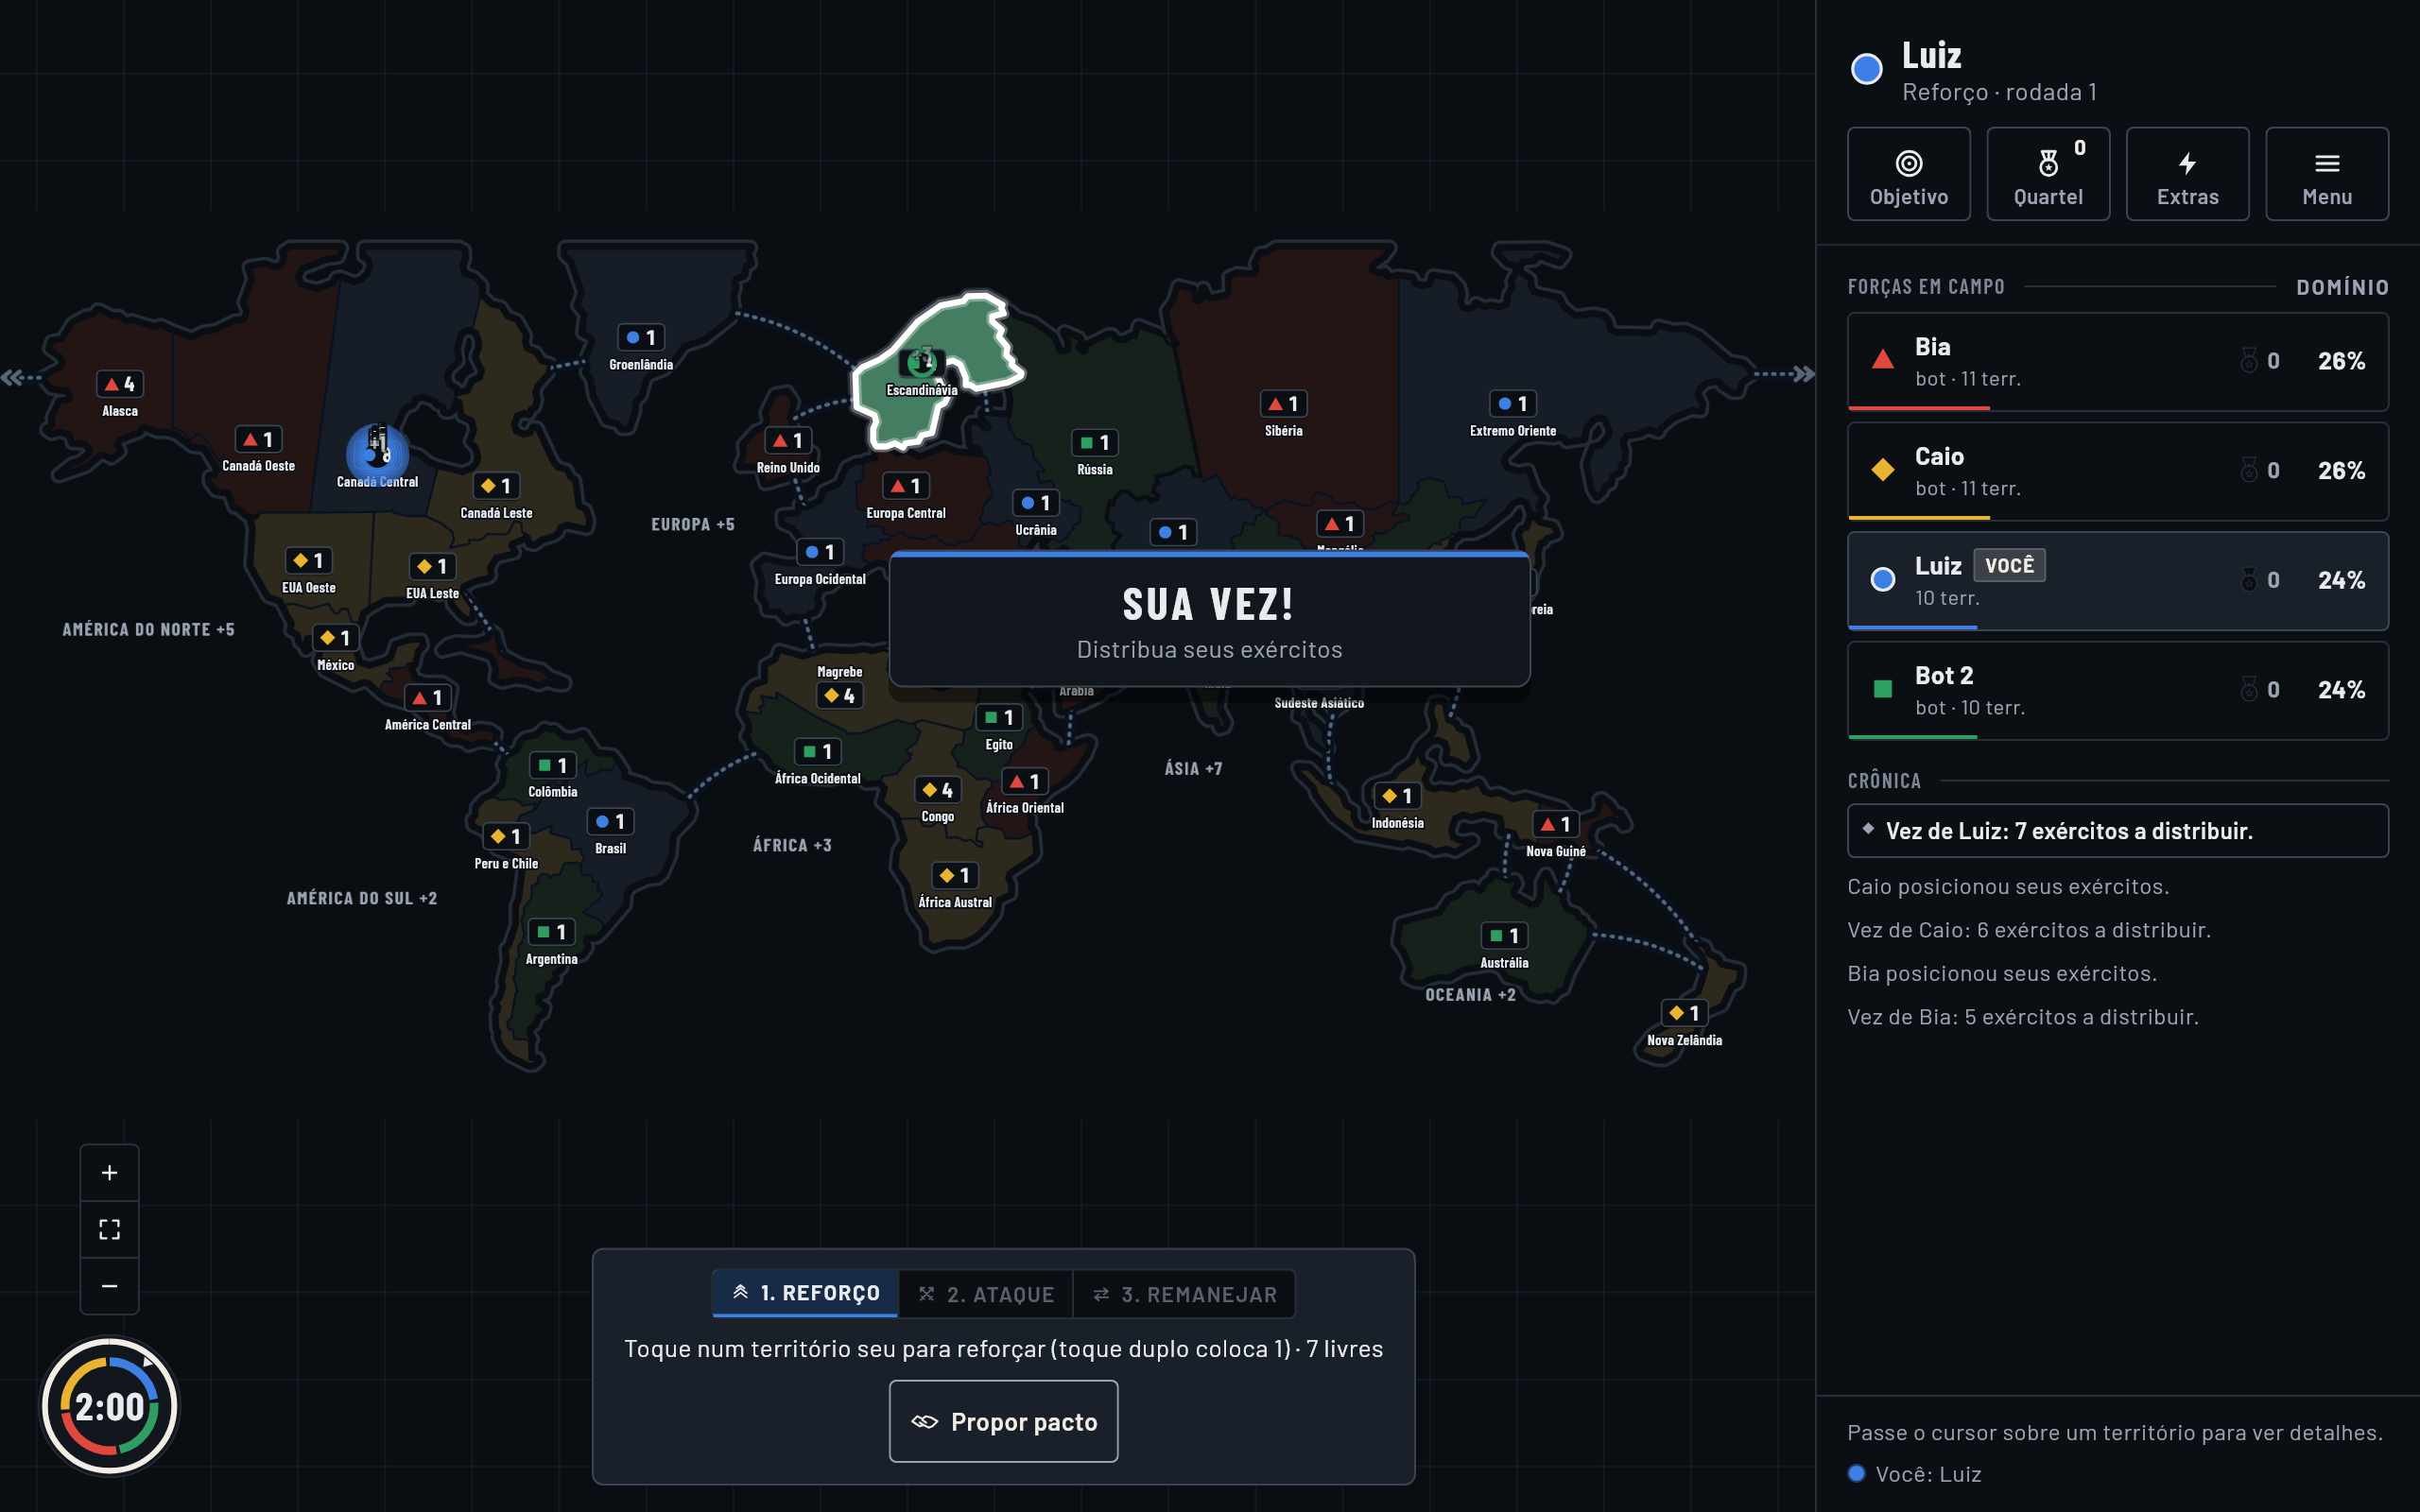 Luiz
Reforço · rodada 1
Objetivo
0
Quartel
Extras
Menu
FORÇAS EM CAMPO
DOMÍNIO
Bia
bot · 11 terr.
0
26%
Caio
bot · 11 terr.
0
26%
Luiz VOCÊ
10 terr.
0
24%
Bot 2
bot · 10 terr.
0
24%
CRÔNICA
Vez de Luiz: 7 exércitos a distribuir.
Caio posicionou seus exércitos.
Vez de Caio: 6 exércitos a distribuir.
Bia posicionou seus exércitos.
Vez de Bia: 5 exércitos a distribuir.
Passe o cursor sobre um território para ver detalhes.
Você: Luiz
4
Alasca
1
Canadá Oeste
Canadá Central
1
Canadá Leste
1
Groenlândia
1
EUA Oeste
1
EUA Leste
1
México
1
América Central
AMÉRICA DO NORTE +5
1
Colômbia
1
Brasil
1
Peru e Chile
1
Argentina
AMÉRICA DO SUL +2
Escandinávia
1
Reino Unido
1
Europa Central
1
Ucrânia
1
Rússia
1
Europa Ocidental
EUROPA +5
1
Sibéria
1
Extremo Oriente
1
1
SUA VEZ!
Distribua seus exércitos
Arábia
Sudeste Asiático
ÁSIA +7
Magrebe
4
1
Egito
1
África Ocidental
4
Congo
1
África Oriental
1
África Austral
ÁFRICA +3
1
Indonésia
1
Nova Guiné
1
Austrália
OCEANIA +2
1
Nova Zelândia
2:00
1. REFORÇO
2. ATAQUE
3. REMANEJAR
Toque num território seu para reforçar (toque duplo coloca 1) · 7 livres
Propor pacto